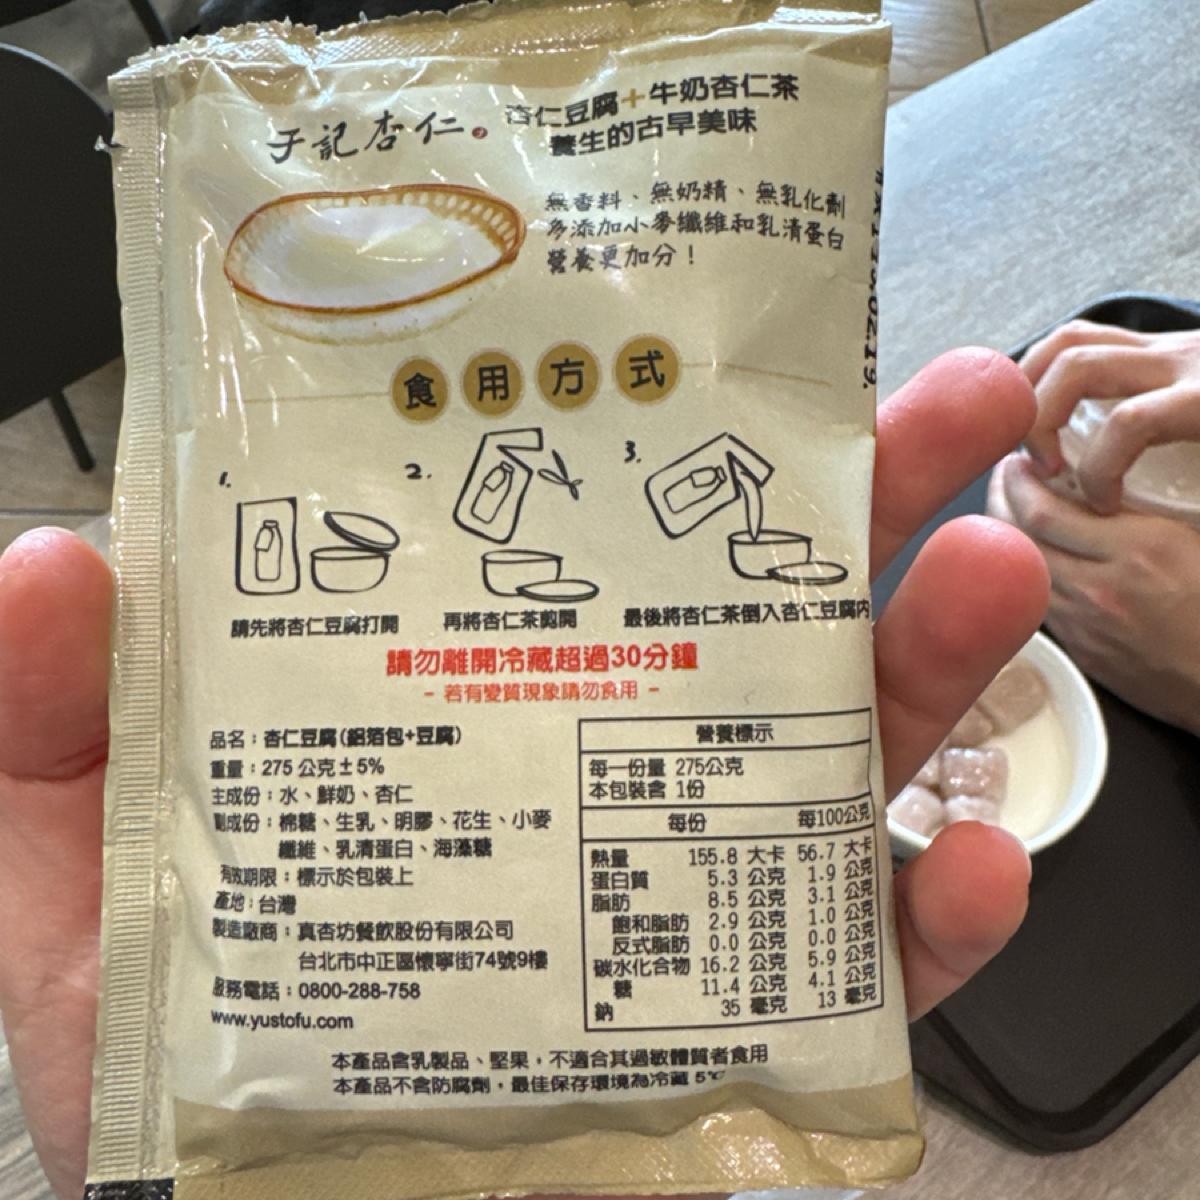 于記杏仁
杏仁豆腐+牛奶杏仁茶
養生的古早美味
無香料、無奶精、無乳化劑
多添加小麥纖維和乳清蛋白
營養更加分！
食用方式
1.
2.
3.
請先將杏仁豆腐打開
再將杏仁茶剪開
最後將杏仁茶倒入杏仁豆腐內
請勿離開冷藏超過30分鐘
- 若有變質現象請勿食用 -
品名：杏仁豆腐(鋁箔包+豆腐)
重量：275 公克±5%
主成份：水、鮮奶、杏仁
副成份：棉糖、生乳、明膠、花生、小麥
纖維、乳清蛋白、海藻糖
有效期限：標示於包裝上
產地：台灣
製造廠商：真杏坊餐飲股份有限公司
台北市中正區懷寧街74號9樓
服務電話：0800-288-758
www.yustofu.com
營養標示
每一份量 275公克
本包裝含 1份
每份 每100公克
熱量 155.8 大卡 56.7 大卡
蛋白質 5.3 公克 1.9 公克
脂肪 8.5 公克 3.1 公克
飽和脂肪 2.9 公克 1.0 公克
反式脂肪 0.0 公克 0.0 公克
碳水化合物 16.2 公克 5.9 公克
糖 11.4 公克 4.1 公克
鈉 35 毫克 13 毫克
本產品含乳製品、堅果，不適合其過敏體質者食用
本產品不含防腐劑，最佳保存環境為冷藏 5℃